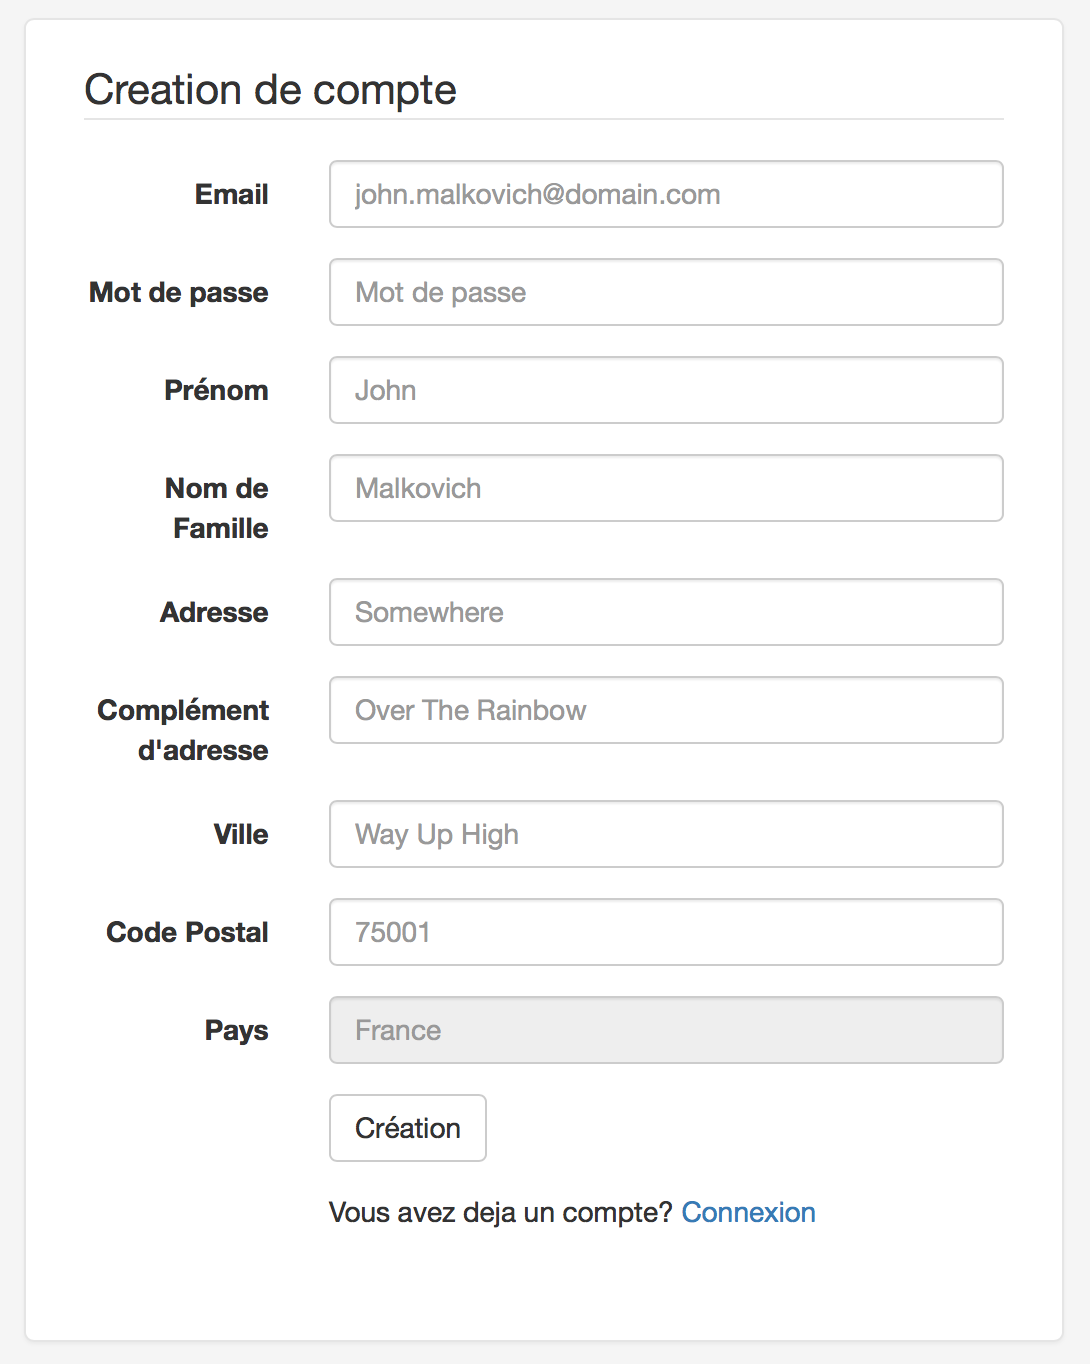 Creation de compte
Email
john.malkovich@domain.com
Mot de passe
Mot de passe
Prénom
John
Nom de
Famille
Malkovich
Adresse
Somewhere
Complément
d'adresse
Over The Rainbow
Ville
Way Up High
Code Postal
75001
Pays
France
Création
Vous avez deja un compte? Connexion